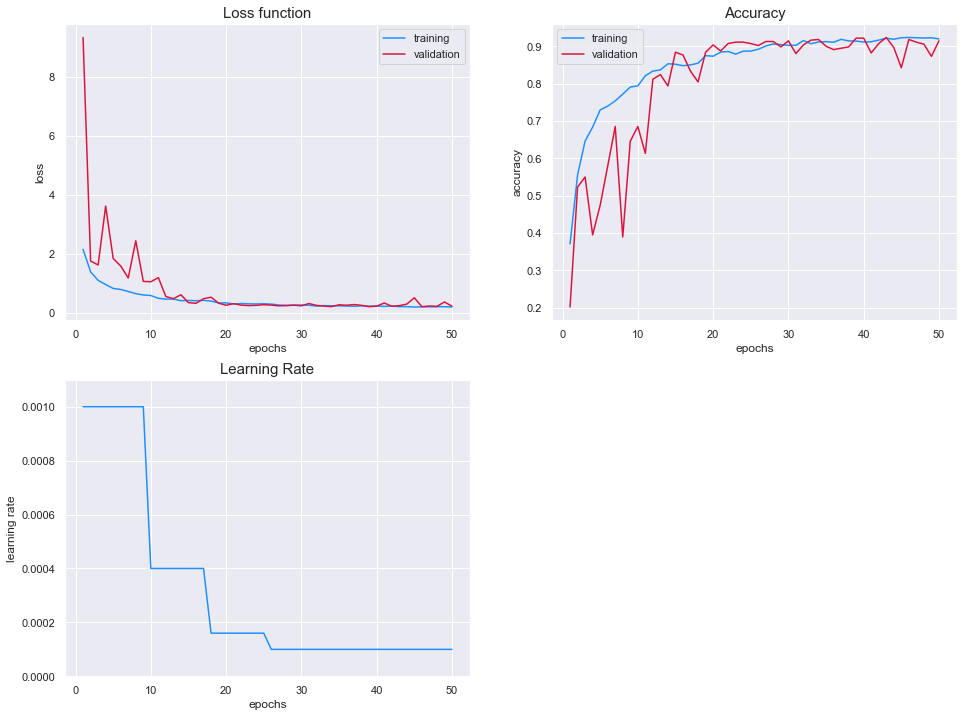 Loss function
training
validation
8
6
4
2
0
loss
0 10 20 30 40 50
epochs
Accuracy
training
validation
0.9
0.8
0.7
0.6
0.5
0.4
0.3
0.2
accuracy
0 10 20 30 40 50
epochs
Learning Rate
0.0010
0.0008
0.0006
0.0004
0.0002
0.0000
learning rate
0 10 20 30 40 50
epochs